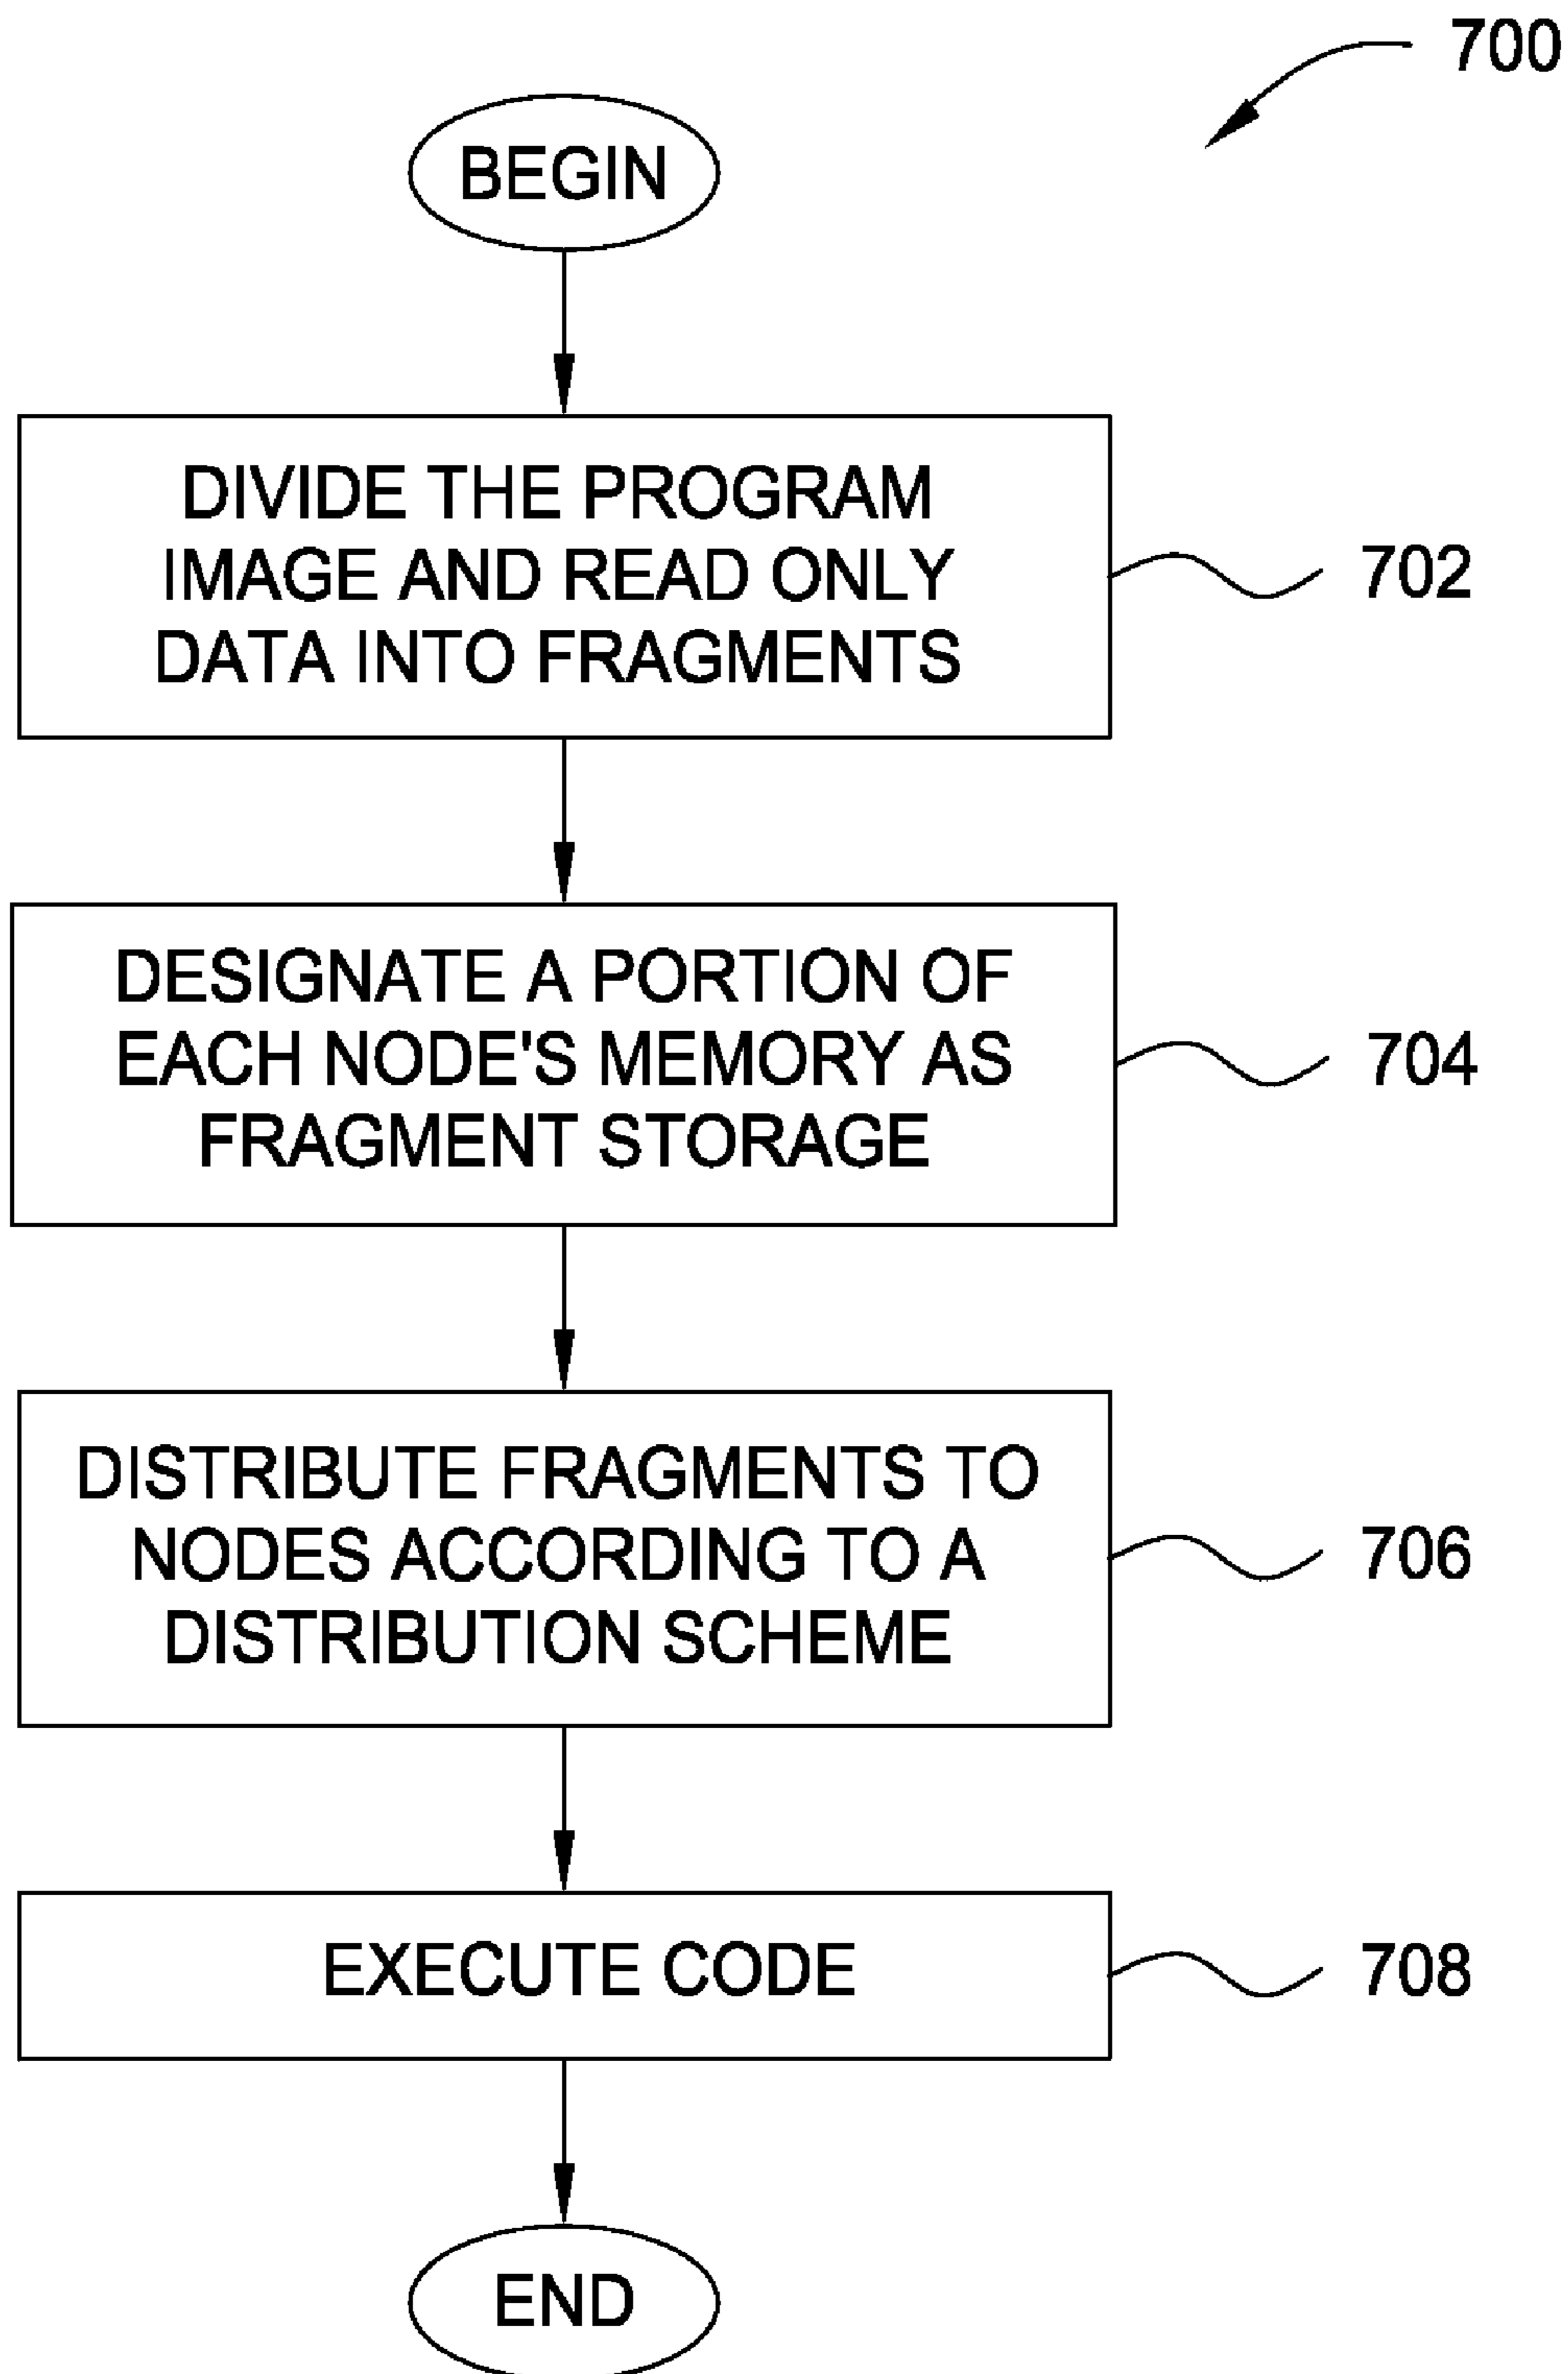 700
BEGIN
DIVIDE THE PROGRAM
IMAGE AND READ ONLY
DATA INTO FRAGMENTS
702
DESIGNATE A PORTION OF
EACH NODE'S MEMORY AS
FRAGMENT STORAGE
704
DISTRIBUTE FRAGMENTS TO
NODES ACCORDING TO A
DISTRIBUTION SCHEME
706
EXECUTE CODE
708
END